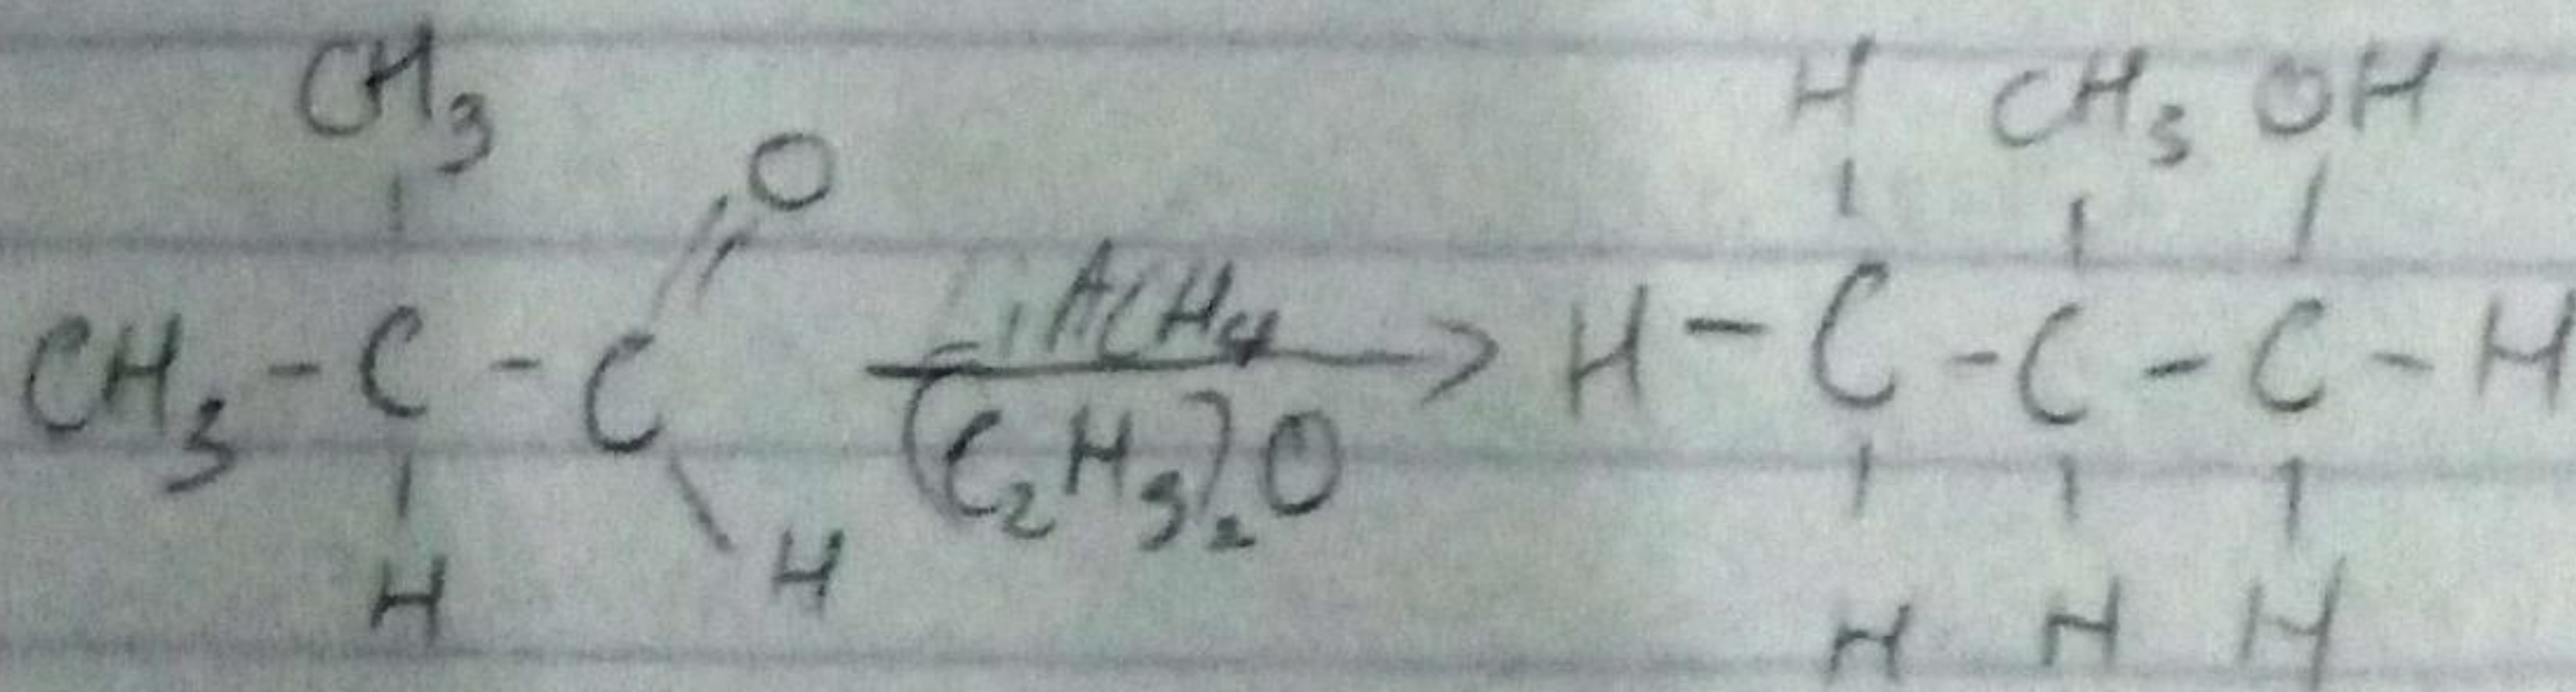 CH3 H CH3 OH
O
CH3 - C - C LiAlH4 H - C - C - C - H
(C2H5)2O
H H H H H